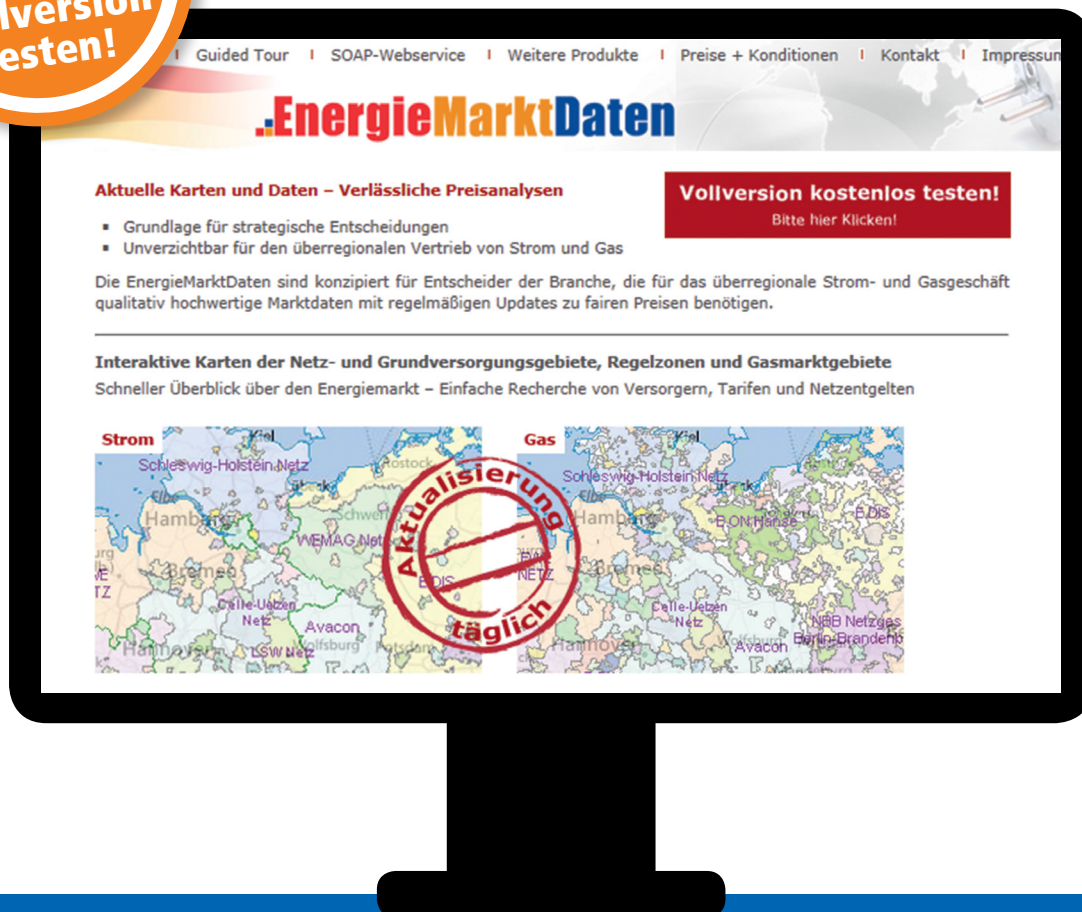 lversion
esten!
Guided Tour I SOAP-Webservice I Weitere Produkte I Preise + Konditionen I Kontakt I Impressum
EnergieMarktDaten
Aktuelle Karten und Daten – Verlässliche Preisanalysen
▪ Grundlage für strategische Entscheidungen
▪ Unverzichtbar für den überregionalen Vertrieb von Strom und Gas
Vollversion kostenlos testen!
Bitte hier Klicken!
Die EnergieMarktDaten sind konzipiert für Entscheider der Branche, die für das überregionale Strom- und Gasgeschäft
qualitativ hochwertige Marktdaten mit regelmäßigen Updates zu fairen Preisen benötigen.
Interaktive Karten der Netz- und Grundversorgungsgebiete, Regelzonen und Gasmarktgebiete
Schneller Überblick über den Energiemarkt – Einfache Recherche von Versorgern, Tarifen und Netzentgelten
Strom
Kiel
Schleswig-Holstein Netz
Rostock
Elbe
Hamburg
Schwerin
WEMAG Netz
Bremen
E.DIS
Celle-Uelzen
Netz
Avacon
Wolfsburg
Potsdam
Hannover
LSW Netz
Aktualisierung
täglich
Gas
Kiel
Schleswig-Holstein Netz
Elbe
Hamburg
E.ON Hanse
E.DIS
EWE
NETZ
Bremen
Celle-Uelzen
Netz
NBB Netzges
Wolfsburg
Berlin-Brandenb
Hannover
Avacon